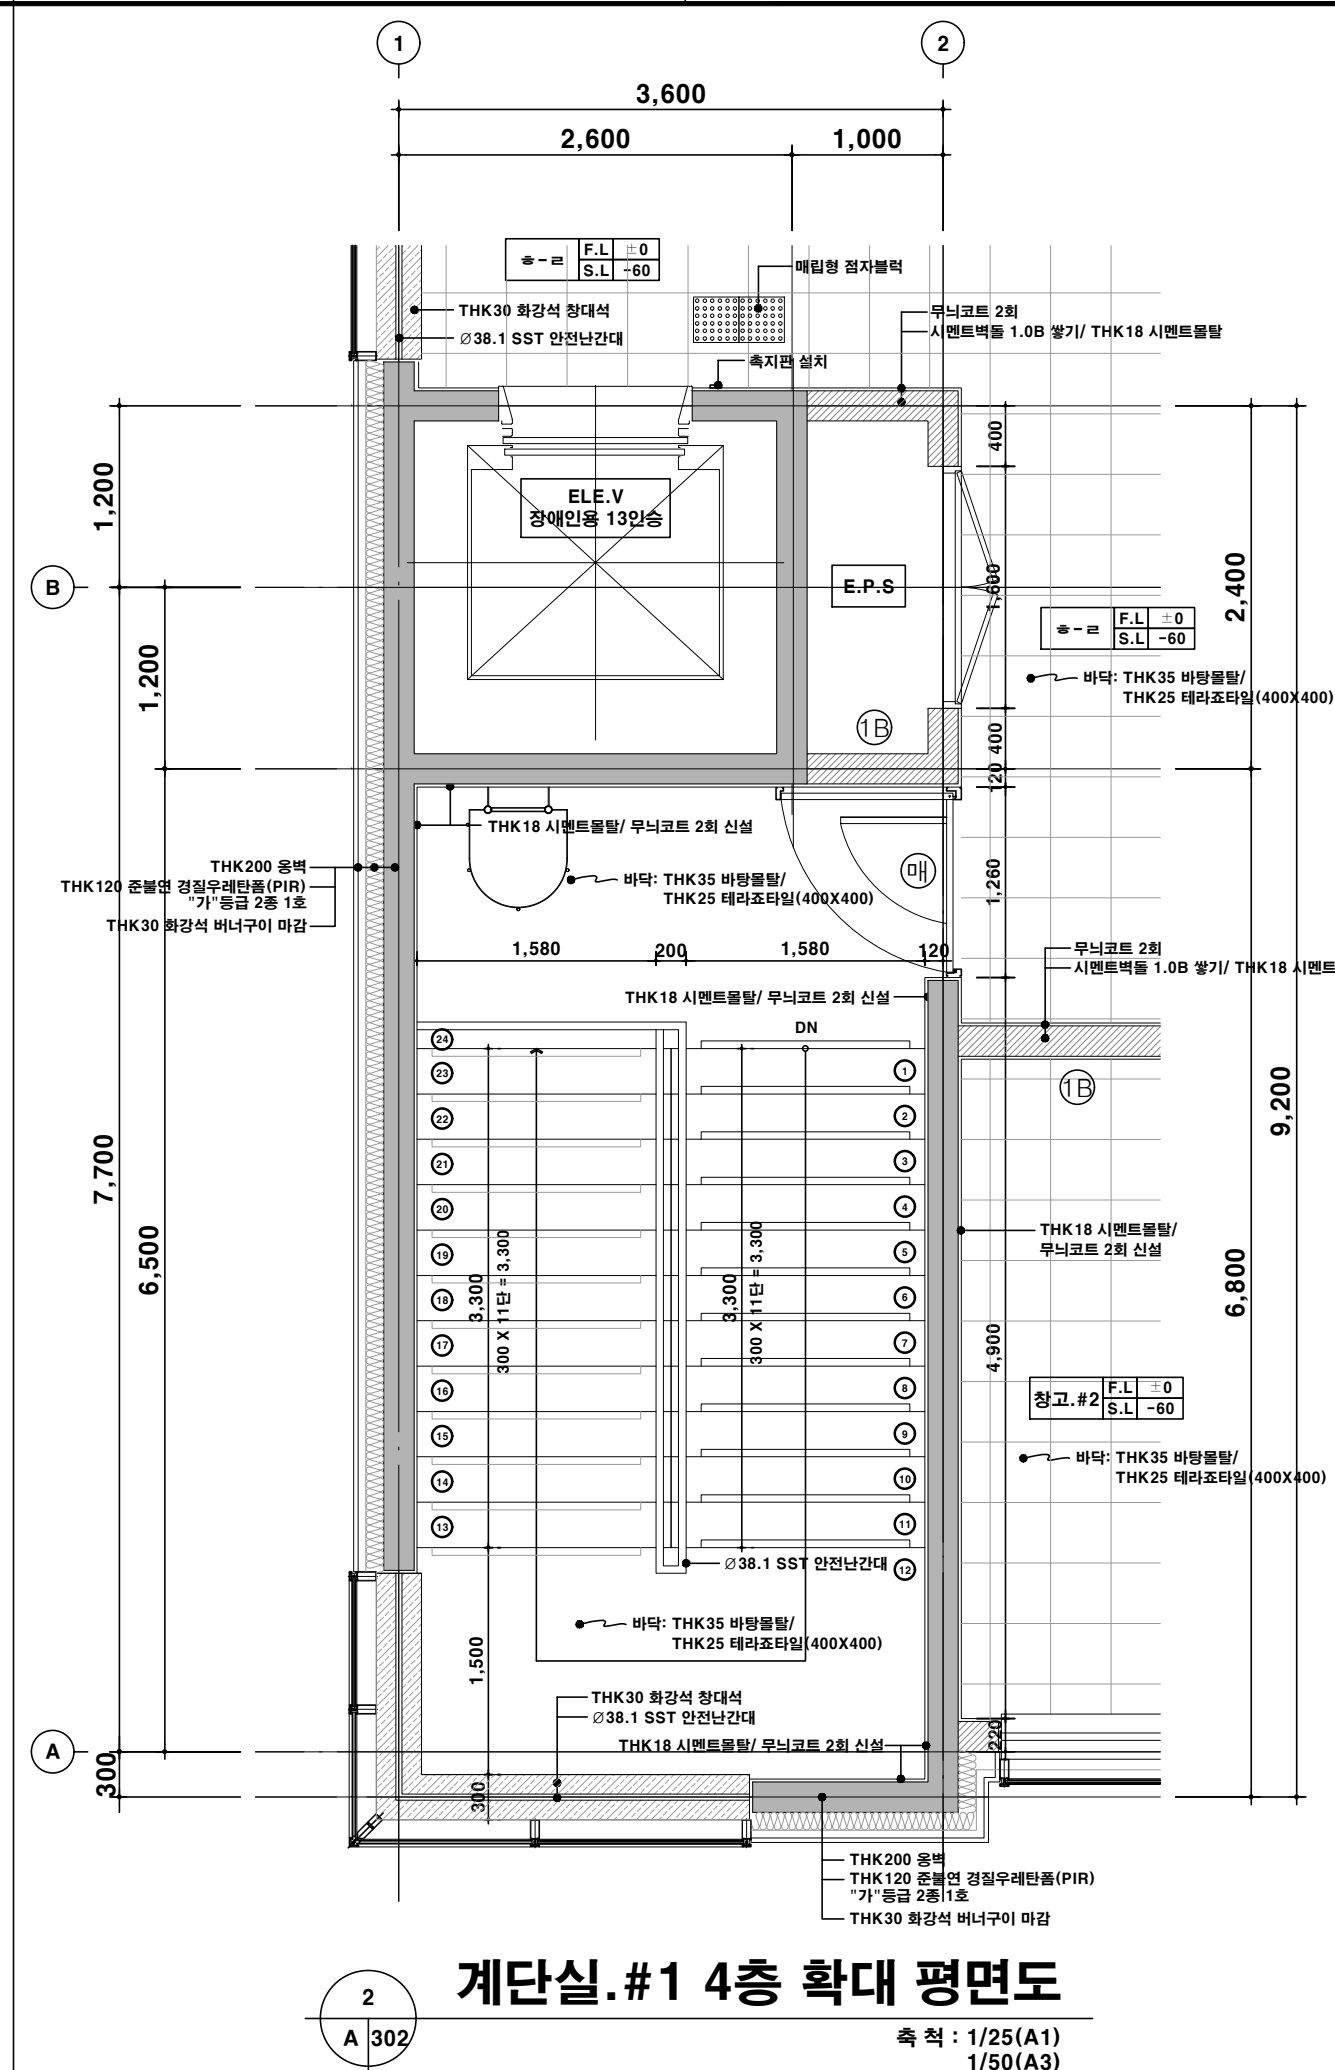 1
2
3,600
2,600
1,000
홀-ㄹ F.L ±0
S.L -60
매립형 점자블럭
THK30 화강석 창대석
Ø38.1 SST 안전난간대
무늬코트 2회
시멘트벽돌 1.0B 쌓기/ THK18 시멘트몰탈
촉지판 설치
400
1,200
ELE.V
장애인용 13인승
B
E.P.S
1,600
2,400
홀-ㄹ F.L ±0
S.L -60
1,200
바닥: THK35 바탕몰탈/
THK25 테라죠타일(400X400)
1B
400
120
THK18 시멘트몰탈/ 무늬코트 2회 신설
THK200 옹벽
THK120 준불연 경질우레탄폼(PIR)
"가"등급 2종 1호
THK30 화강석 버너구이 마감
매
바닥: THK35 바탕몰탈/
THK25 테라죠타일(400X400)
1,260
1,580
200
1,580
120
무늬코트 2회
시멘트벽돌 1.0B 쌓기/ THK18 시멘트
THK18 시멘트몰탈/ 무늬코트 2회 신설
DN
24
23
22
21
20
19
18
17
16
15
14
13
1
2
3
4
5
6
7
8
9
10
11
12
1B
9,200
7,700
6,500
3,300
300 X 11단 = 3,300
3,300
300 X 11단 = 3,300
THK18 시멘트몰탈/
무늬코트 2회 신설
6,800
4,900
창고.#2 F.L ±0
S.L -60
바닥: THK35 바탕몰탈/
THK25 테라죠타일(400X400)
Ø38.1 SST 안전난간대
바닥: THK35 바탕몰탈/
THK25 테라죠타일(400X400)
1,500
THK30 화강석 창대석
Ø38.1 SST 안전난간대
THK18 시멘트몰탈/ 무늬코트 2회 신설
220
A
300
300
THK200 옹벽
THK120 준불연 경질우레탄폼(PIR)
"가"등급 2종 1호
THK30 화강석 버너구이 마감
계단실.#1 4층 확대 평면도
2
A 302
축 척 : 1/25(A1)
1/50(A3)